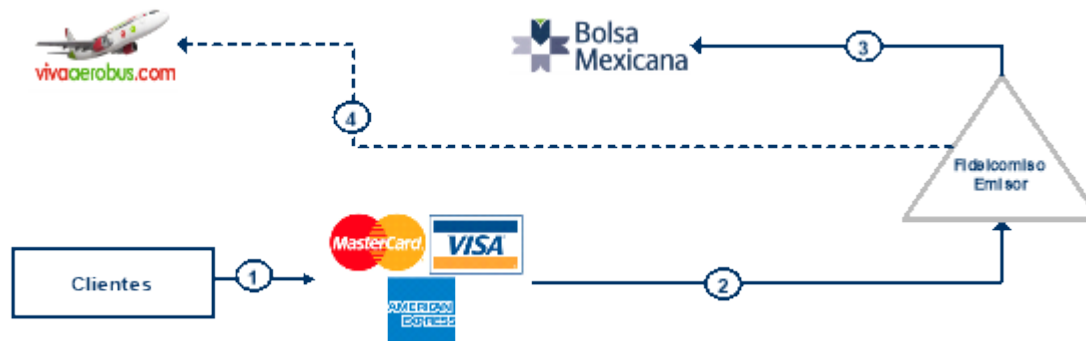 vivaaerobus.com
Bolsa
Mexicana
3
4
Fideicomiso
Emisor
MasterCard
VISA
Clientes
1
2
AMERICAN
EXPRESS